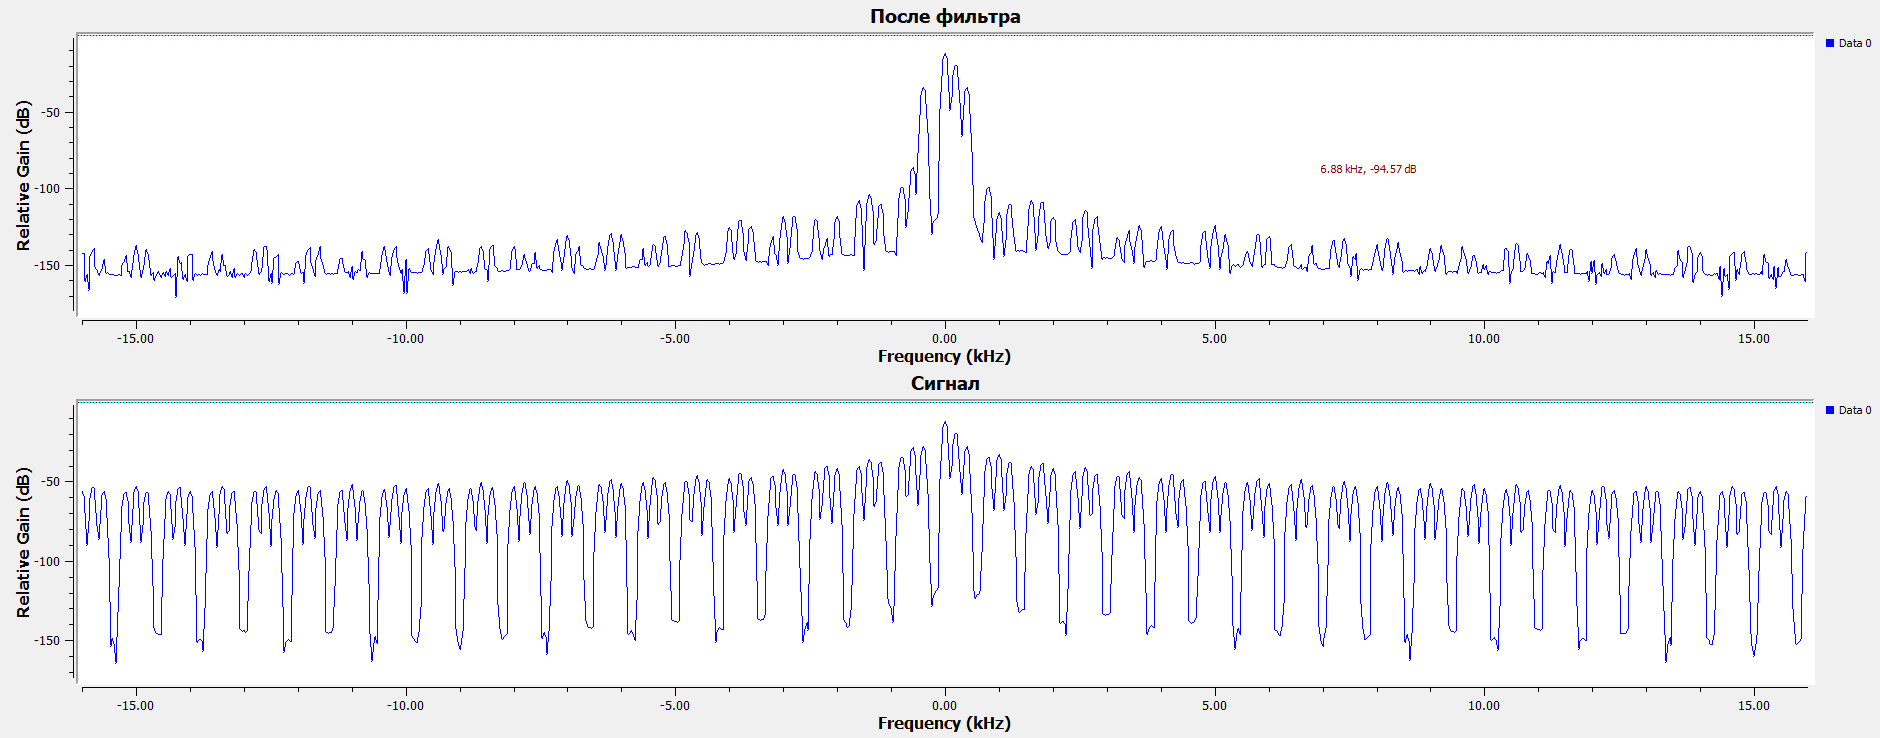 После фильтра
Data 0
Relative Gain (dB)
-50
-100
-150
6.88 kHz, -94.57 dB
-15.00 -10.00 -5.00 0.00 5.00 10.00 15.00
Frequency (kHz)
Сигнал
Data 0
Relative Gain (dB)
-50
-100
-150
-15.00 -10.00 -5.00 0.00 5.00 10.00 15.00
Frequency (kHz)